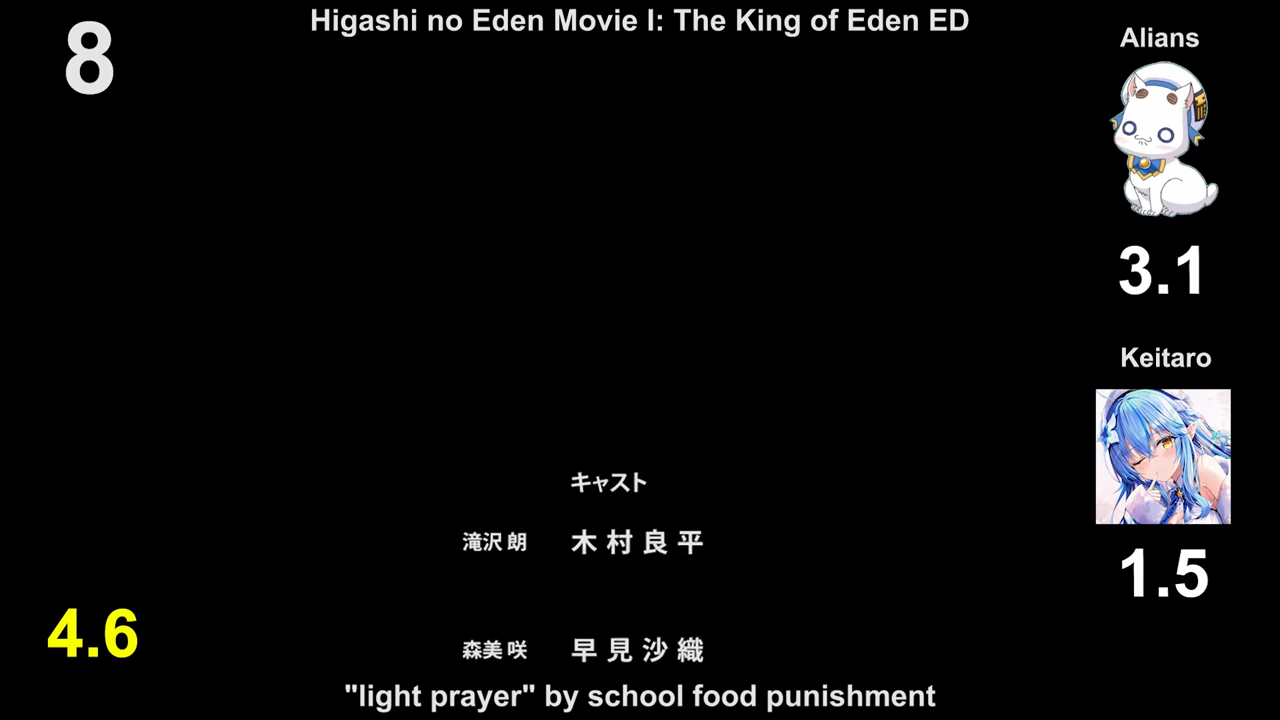 8
Higashi no Eden Movie I: The King of Eden ED
Alians
3.1
Keitaro
1.5
キャスト
滝沢 朗 木村良平
森美 咲 早見沙織
4.6
"light prayer" by school food punishment